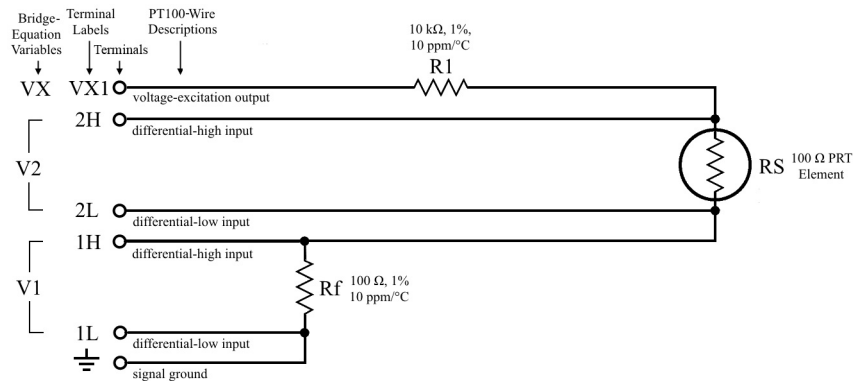 Bridge-
Equation
Variables
Terminal
Labels
Terminals
PT100-Wire
Descriptions
10 kΩ, 1%,
10 ppm/°C
R1
VX VX1
voltage-excitation output
2H
differential-high input
V2
RS
100 Ω PRT
Element
2L
differential-low input
1H
differential-high input
V1
Rf
100 Ω, 1%
10 ppm/°C
1L
differential-low input
signal ground